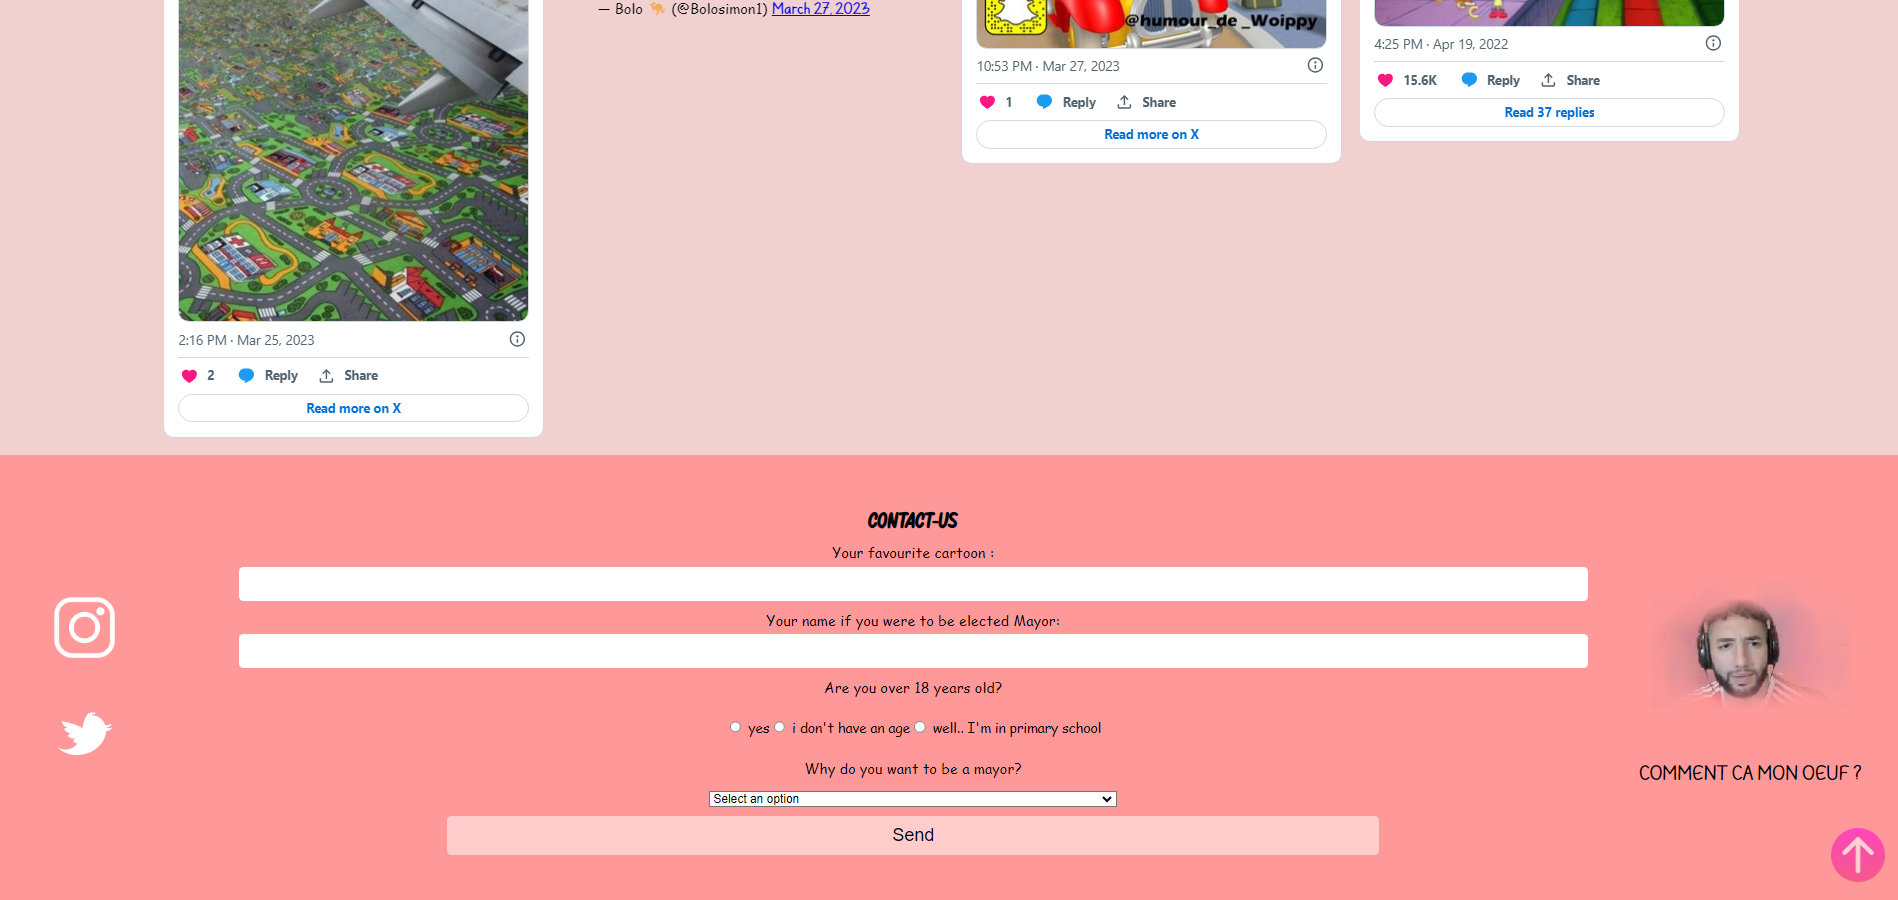 — Bolo 🐪 (@Bolosimon1) March 27, 2023
@humour_de_Woippy
4:25 PM · Apr 19, 2022
15.6K Reply Share
Read 37 replies
10:53 PM · Mar 27, 2023
1 Reply Share
Read more on X
2:16 PM · Mar 25, 2023
2 Reply Share
Read more on X
CONTACT-US
Your favourite cartoon :
Your name if you were to be elected Mayor:
Are you over 18 years old?
yes i don't have an age well.. I'm in primary school
Why do you want to be a mayor?
Select an option
Send
COMMENT CA MON OEUF ?